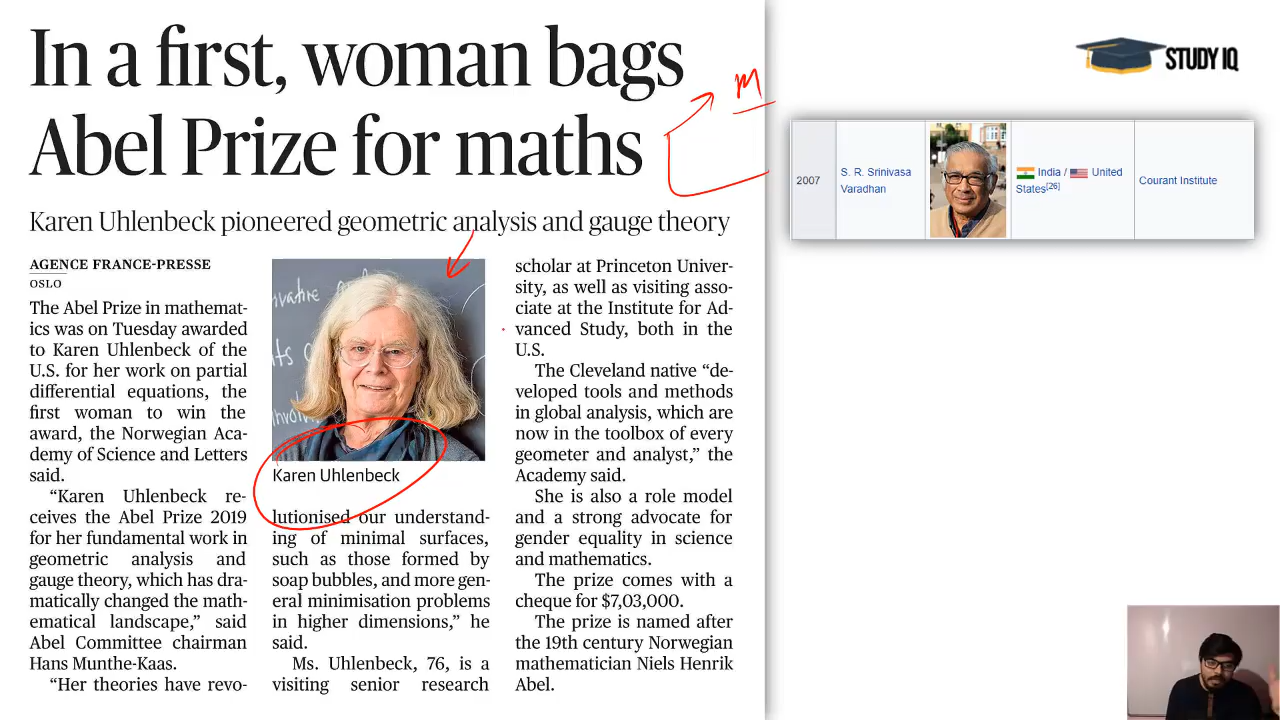 In a first, woman bags
Abel Prize for maths
M
Karen Uhlenbeck pioneered geometric analysis and gauge theory
AGENCE FRANCE-PRESSE
OSLO
The Abel Prize in mathemat-
ics was on Tuesday awarded
to Karen Uhlenbeck of the
U.S. for her work on partial
differential equations, the
first woman to win the
award, the Norwegian Aca-
demy of Science and Letters
said.
“Karen Uhlenbeck re-
ceives the Abel Prize 2019
for her fundamental work in
geometric analysis and
gauge theory, which has dra-
matically changed the math-
ematical landscape,” said
Abel Committee chairman
Hans Munthe-Kaas.
“Her theories have revo-
Karen Uhlenbeck
lutionised our understand-
ing of minimal surfaces,
such as those formed by
soap bubbles, and more gen-
eral minimisation problems
in higher dimensions,” he
said.
Ms. Uhlenbeck, 76, is a
visiting senior research
scholar at Princeton Univer-
sity, as well as visiting asso-
ciate at the Institute for Ad-
vanced Study, both in the
U.S.
The Cleveland native “de-
veloped tools and methods
in global analysis, which are
now in the toolbox of every
geometer and analyst,” the
Academy said.
She is also a role model
and a strong advocate for
gender equality in science
and mathematics.
The prize comes with a
cheque for $7,03,000.
The prize is named after
the 19th century Norwegian
mathematician Niels Henrik
Abel.
STUDY IQ
2007
S. R. Srinivasa
Varadhan
India / United
States[26]
Courant Institute